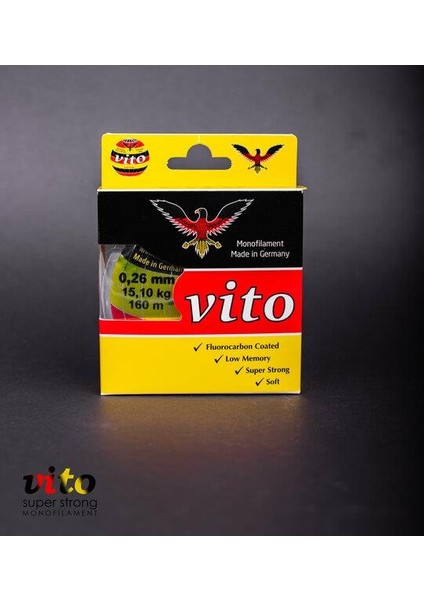 vito
Monofilament
Made in Germany
Made in Germany
0,26 mm
15,10 kg
160 m
vito
✓ Fluorocarbon Coated
✓ Low Memory
✓ Super Strong
✓ Soft
vito
super strong
MONOFILAMENT